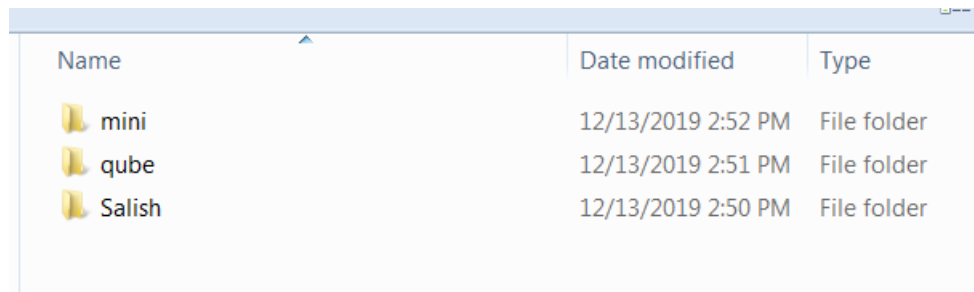 Name Date modified Type
mini 12/13/2019 2:52 PM File folder
qube 12/13/2019 2:51 PM File folder
Salish 12/13/2019 2:50 PM File folder